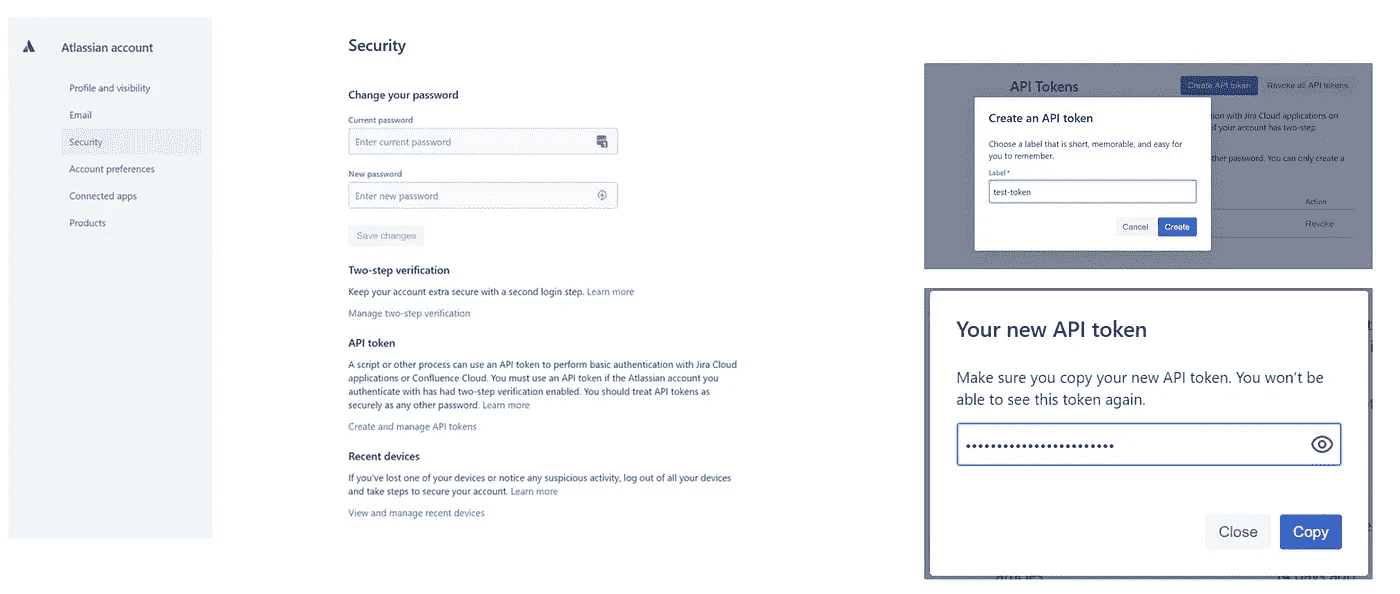 Atlassian account
Profile and visibility
Email
Security
Account preferences
Connected apps
Products
Security
Change your password
Current password
Enter current password
New password
Enter new password
Save changes
Two-step verification
Keep your account extra secure with a second login step. Learn more
Manage two-step verification
API token
A script or other process can use an API token to perform basic authentication with Jira Cloud
applications or Confluence Cloud. You must use an API token if the Atlassian account you
authenticate with has had two-step verification enabled. You should treat API tokens as
securely as any other password. Learn more
Create and manage API tokens
Recent devices
If you've lost one of your devices or notice any suspicious activity, log out of all your devices
and take steps to secure your account. Learn more
View and manage recent devices
API Tokens
Create API token
Revoke all API tokens
tion with Jira Cloud applications on
if your account has two-step
ther password. You can only create a
Action
Revoke
Create an API token
Choose a label that is short, memorable, and easy for
you to remember.
Label*
test-token
Cancel
Create
Your new API token
Make sure you copy your new API token. You won't be
able to see this token again.
••••••••••••••••••••••••
Close
Copy